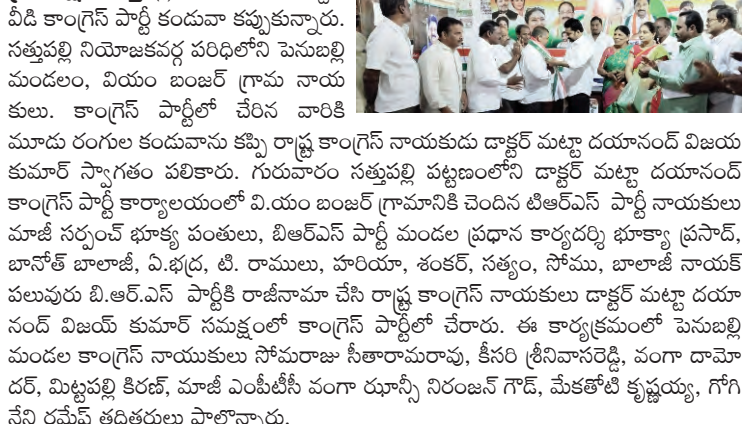 వీడి కాంగ్రెస్ పార్టీ కండువా కప్పుకున్నారు.
సత్తుపల్లి నియోజకవర్గ పరిధిలోని పెనుబల్లి
మండలం, వియం బంజర్ గ్రామ నాయ
కులు. కాంగ్రెస్ పార్టీలో చేరిన వారికి
మూడు రంగుల కండువాను కప్పి రాష్ట్ర కాంగ్రెస్ నాయకుడు డాక్టర్ మట్టా దయానంద్ విజయ
కుమార్ స్వాగతం పలికారు. గురువారం సత్తుపల్లి పట్టణంలోని డాక్టర్ మట్టా దయానంద్
కాంగ్రెస్ పార్టీ కార్యాలయంలో వి.యం బంజర్ గ్రామానికి చెందిన టిఆర్ఎస్ పార్టీ నాయకులు
మాజీ సర్పంచ్ భూక్య పంతులు, బిఆర్ఎస్ పార్టీ మండల ప్రధాన కార్యదర్శి భూక్యా ప్రసాద్,
బానోత్ బాలాజీ, ఏ.భద్ర, టి. రాములు, హరియా, శంకర్, సత్యం, సోము, బాలాజీ నాయక్
పలువురు బి.ఆర్.ఎస్ పార్టీకి రాజీనామా చేసి రాష్ట్ర కాంగ్రెస్ నాయకులు డాక్టర్ మట్టా దయా
నంద్ విజయ్ కుమార్ సమక్షంలో కాంగ్రెస్ పార్టీలో చేరారు. ఈ కార్యక్రమంలో పెనుబల్లి
మండల కాంగ్రెస్ నాయుకులు సోమరాజు సీతారామరావు, కీసరి శ్రీనివాసరెడ్డి, వంగా దామో
దర్, మిట్టపల్లి కిరణ్, మాజీ ఎంపీటీసీ వంగా ఝాన్సీ నిరంజన్ గౌడ్, మేకతోటి కృష్ణయ్య, గోగి
నేని రమేష్ తదితరులు పాల్గొన్నారు.